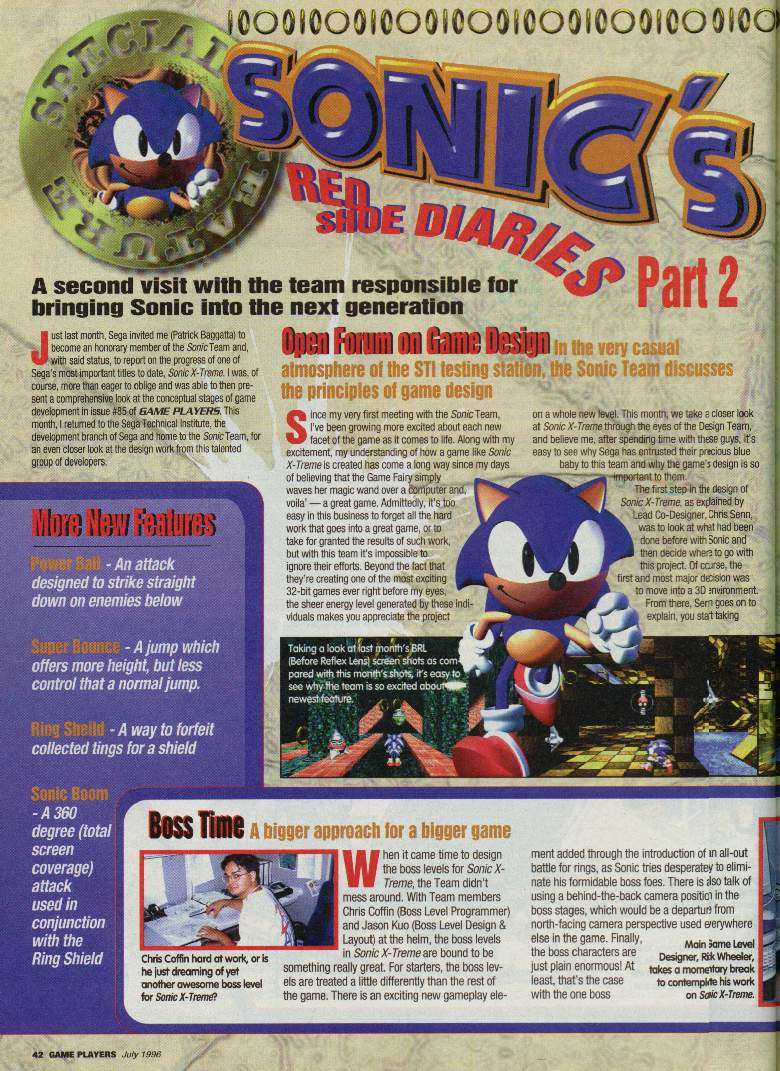 SPECIAL FEATURE
SONIC's
RED
SHOE DIARIES
Part 2
A second visit with the team responsible for
bringing Sonic into the next generation
Just last month, Sega invited me (Patrick Baggatta) to
become an honorary member of the Sonic Team and,
with said status, to report on the progress of one of
Sega's most important titles to date, Sonic X-Treme. I was, of
course, more than eager to oblige and was able to then pre-
sent a comprehensive look at the conceptual stages of game
development in issue #85 of GAME PLAYERS. This
month, I returned to the Sega Technical Institute, the
development branch of Sega and home to the Sonic Team, for
an even closer look at the design work from this talented
group of developers.
More New Features
Power Ball - An attack
designed to strike straight
down on enemies below
Super Bounce - A jump which
offers more height, but less
control that a normal jump.
Ring Sheild - A way to forfeit
collected tings for a shield
Sonic Boom
- A 360
degree (total
screen
coverage)
attack
used in
conjunction
with the
Ring Shield
Open Forum on Game Design In the very casual
atmosphere of the STI testing station, the Sonic Team discusses
the principles of game design
Since my very first meeting with the Sonic Team,
I've been growing more excited about each new
facet of the game as it comes to life. Along with my
excitement, my understanding of how a game like Sonic
X-Treme is created has come a long way since my days
of believing that the Game Fairy simply
waves her magic wand over a computer and,
voila' — a great game. Admittedly, it's too
easy in this business to forget all the hard
work that goes into a great game, or to
take for granted the results of such work,
but with this team it's impossible to
ignore their efforts. Beyond the fact that
they're creating one of the most exciting
32-bit games ever right before my eyes,
the sheer energy level generated by these indi-
viduals makes you appreciate the project
on a whole new level. This month, we take a closer look
at Sonic X-Treme through the eyes of the Design Team,
and believe me, after spending time with these guys, it's
easy to see why Sega has entrusted their precious blue
baby to this team and why the game's design is so
important to them.
The first step in the design of
Sonic X-Treme, as explained by
Lead Co-Designer, Chris Senn,
was to look at what had been
done before with Sonic and
then decide where to go with
this project. Of course, the
first and most major decision was
to move into a 3D environment.
From there, Senn goes on to
explain, you start taking
Taking a look at last month's BRL
(Before Reflex Lens) screen shots as com-
pared with this month's shots, it's easy to
see why the team is so excited about
newest feature.
Boss Time A bigger approach for a bigger game
Chris Coffin hard at work, or is
he just dreaming of yet
another awesome boss level
for Sonic X-Treme?
When it came time to design
the boss levels for Sonic X-
Treme, the Team didn't
mess around. With Team members
Chris Coffin (Boss Level Programmer)
and Jason Kuo (Boss Level Design &
Layout) at the helm, the boss levels
in Sonic X-Treme are bound to be
something really great. For starters, the boss lev-
els are treated a little differently than the rest of
the game. There is an exciting new gameplay ele-
ment added through the introduction of an all-out
battle for rings, as Sonic tries desperatey to elimi-
nate his formidable boss foes. There is also talk of
using a behind-the-back camera position in the
boss stages, which would be a departure from
north-facing camera perspective used everywhere
else in the game. Finally,
the boss characters are
just plain enormous! At
least, that's the case
with the one boss
Main Game Level
Designer, Rik Wheeler,
takes a momentary break
to contemplate his work
on Sonic X-Treme.
42 GAME PLAYERS July 1996